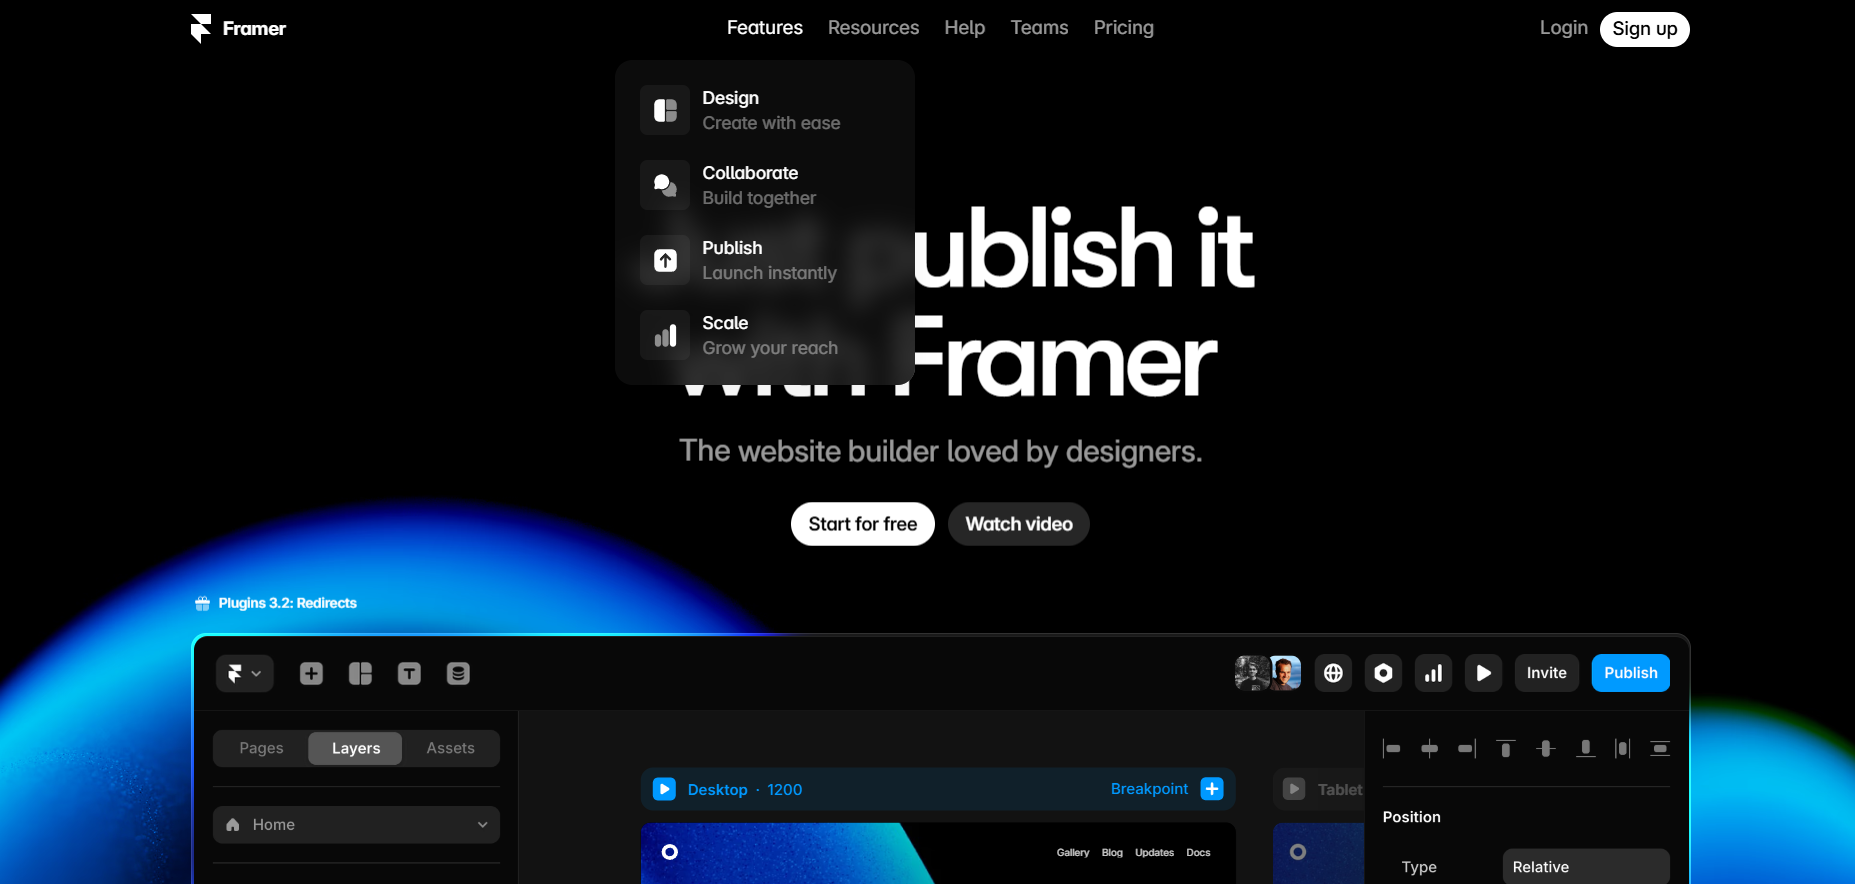 Framer
Features Resources Help Teams Pricing
Login Sign up
Design
Create with ease
Collaborate
Build together
Publish
Launch instantly
Scale
Grow your reach
publish it
with Framer
The website builder loved by designers.
Start for free Watch video
Plugins 3.2: Redirects
Invite Publish
Pages Layers Assets
Desktop · 1200 Breakpoint
Tablet
Home
Position
Gallery Blog Updates Docs
Type Relative